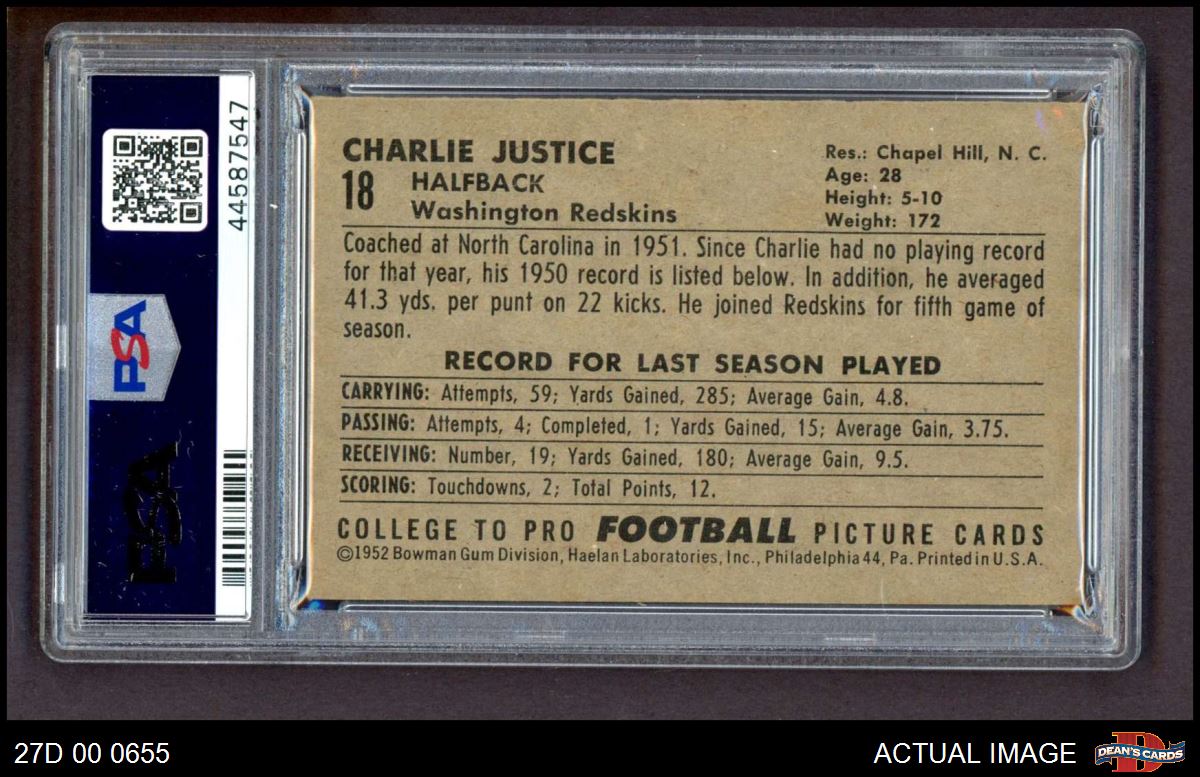 44587547
PSA
PSA
CHARLIE JUSTICE
18 HALFBACK
Washington Redskins
Res.: Chapel Hill, N. C.
Age: 28
Height: 5-10
Weight: 172
Coached at North Carolina in 1951. Since Charlie had no playing record
for that year, his 1950 record is listed below. In addition, he averaged
41.3 yds. per punt on 22 kicks. He joined Redskins for fifth game of
season.
RECORD FOR LAST SEASON PLAYED
CARRYING: Attempts, 59; Yards Gained, 285; Average Gain, 4.8.
PASSING: Attempts, 4; Completed, 1; Yards Gained, 15; Average Gain, 3.75.
RECEIVING: Number, 19; Yards Gained, 180; Average Gain, 9.5.
SCORING: Touchdowns, 2; Total Points, 12.
COLLEGE TO PRO FOOTBALL PICTURE CARDS
©1952 Bowman Gum Division, Haelan Laboratories, Inc., Philadelphia 44, Pa. Printed in U.S.A.
27D 00 0655
ACTUAL IMAGE
DEAN'S CARDS